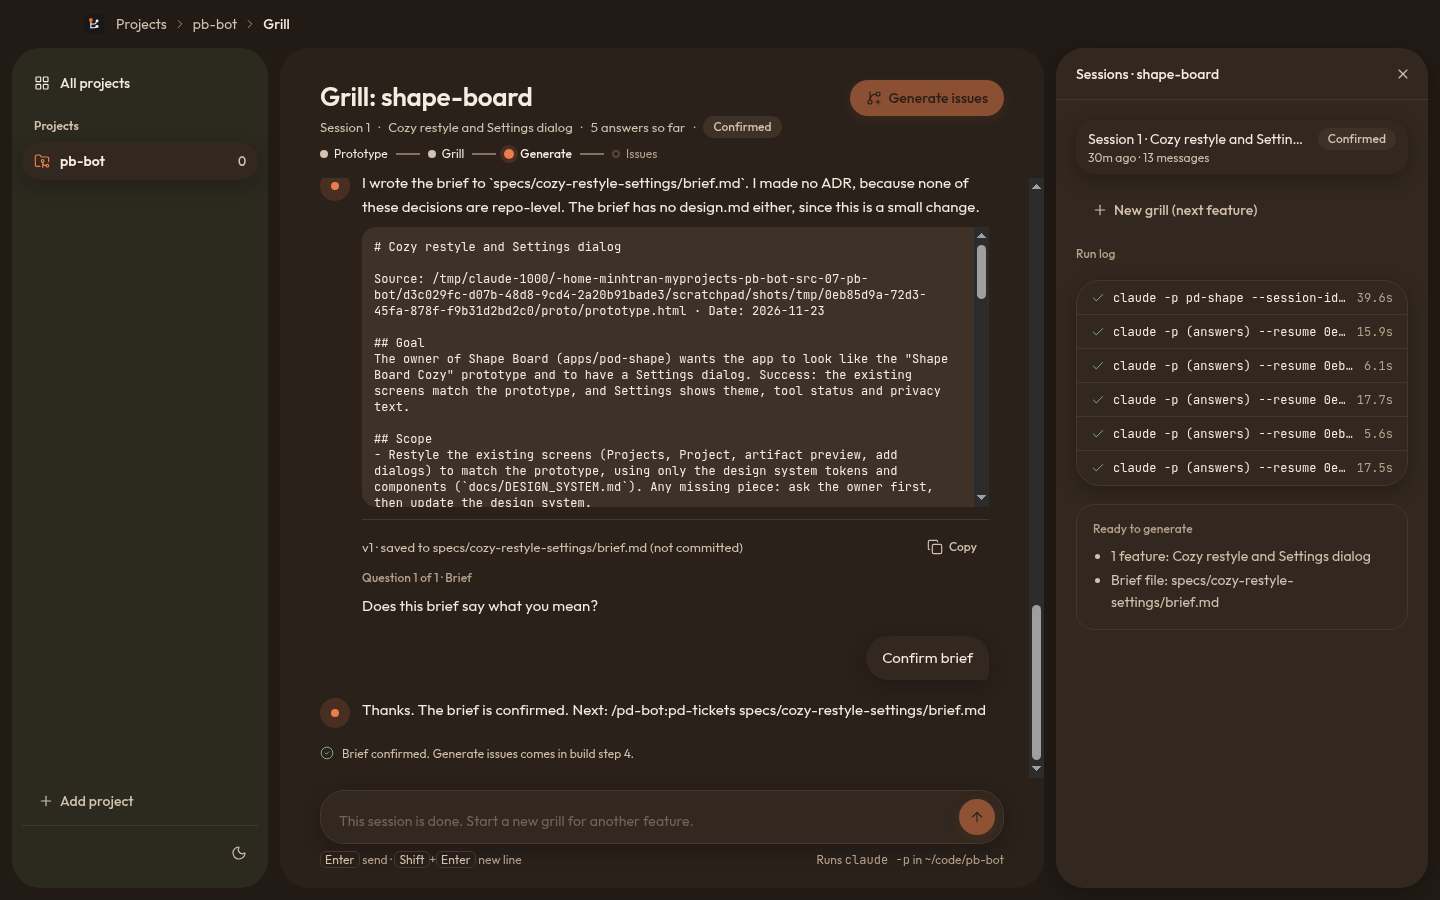 Projects > pb-bot > Grill
All projects
Projects
pb-bot 0
Add project
Grill: shape-board
Generate issues
Session 1 · Cozy restyle and Settings dialog · 5 answers so far · Confirmed
Prototype Grill Generate Issues
I wrote the brief to `specs/cozy-restyle-settings/brief.md`. I made no ADR, because none of
these decisions are repo-level. The brief has no design.md either, since this is a small change.
# Cozy restyle and Settings dialog
Source: /tmp/claude-1000/-home-minhtran-myprojects-pb-bot-src-07-pb-
bot/d3c029fc-d07b-48d8-9cd4-2a20b91bade3/scratchpad/shots/tmp/0eb85d9a-72d3-
45fa-878f-f9b31d2bd2c0/proto/prototype.html · Date: 2026-11-23
## Goal
The owner of Shape Board (apps/pod-shape) wants the app to look like the "Shape
Board Cozy" prototype and to have a Settings dialog. Success: the existing
screens match the prototype, and Settings shows theme, tool status and privacy
text.
## Scope
- Restyle the existing screens (Projects, Project, artifact preview, add
dialogs) to match the prototype, using only the design system tokens and
components (`docs/DESIGN_SYSTEM.md`). Any missing piece: ask the owner first,
then update the design system.
v1 · saved to specs/cozy-restyle-settings/brief.md (not committed)
Copy
Question 1 of 1 · Brief
Does this brief say what you mean?
Confirm brief
Thanks. The brief is confirmed. Next: /pd-bot:pd-tickets specs/cozy-restyle-settings/brief.md
Brief confirmed. Generate issues comes in build step 4.
This session is done. Start a new grill for another feature.
Enter send · Shift + Enter new line
Runs claude -p in ~/code/pb-bot
Sessions · shape-board
Session 1 · Cozy restyle and Settin... Confirmed
30m ago · 13 messages
New grill (next feature)
Run log
claude -p pd-shape --session-id… 39.6s
claude -p (answers) --resume 0e… 15.9s
claude -p (answers) --resume 0eb… 6.1s
claude -p (answers) --resume 0e… 17.7s
claude -p (answers) --resume 0eb… 5.6s
claude -p (answers) --resume 0e… 17.5s
Ready to generate
• 1 feature: Cozy restyle and Settings dialog
• Brief file: specs/cozy-restyle-
settings/brief.md